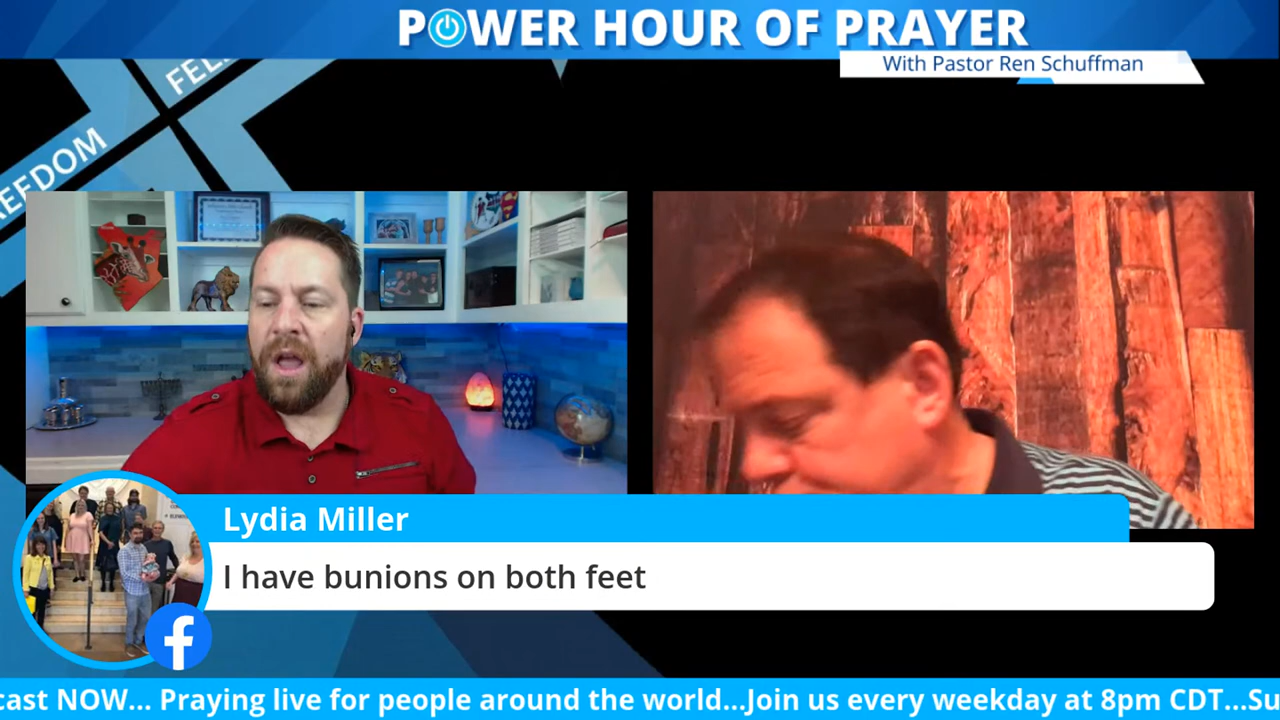 POWER HOUR OF PRAYER
With Pastor Ren Schuffman
FREEDOM
Lydia Miller
I have bunions on both feet
cast NOW... Praying live for people around the world...Join us every weekday at 8pm CDT...Su